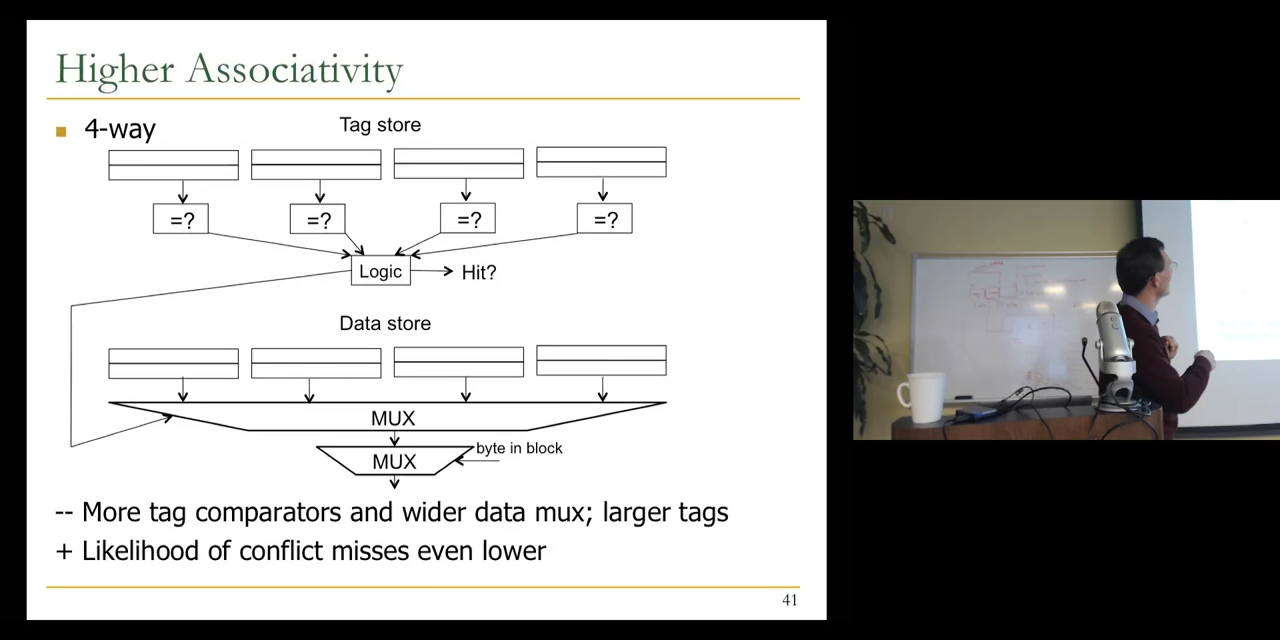 Higher Associativity
4-way
Tag store
=? =? =? =?
Logic
Hit?
Data store
MUX
byte in block
MUX
-- More tag comparators and wider data mux; larger tags
+ Likelihood of conflict misses even lower
41